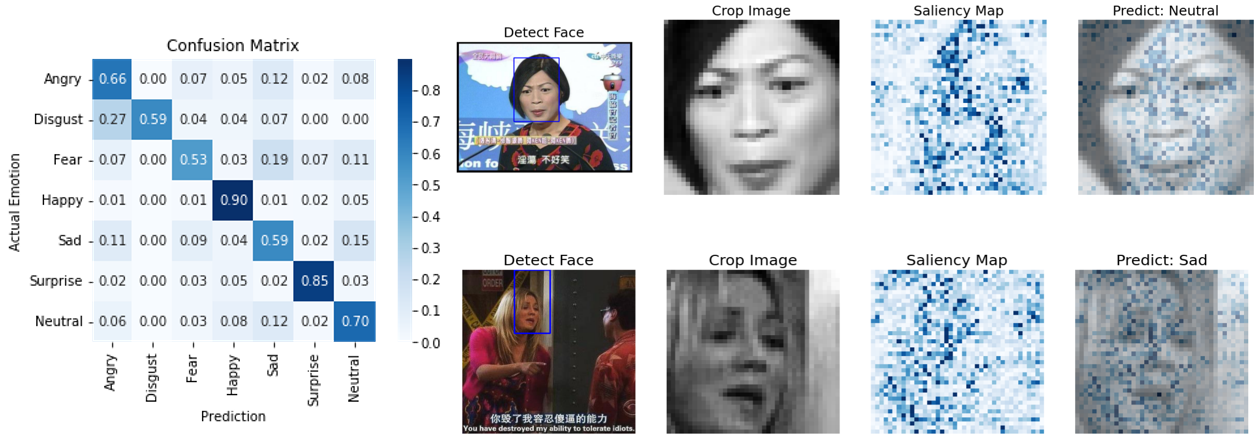 Confusion Matrix
Actual Emotion
Angry 0.66 0.00 0.07 0.05 0.12 0.02 0.08
Disgust 0.27 0.59 0.04 0.04 0.07 0.00 0.00
Fear 0.07 0.00 0.53 0.03 0.19 0.07 0.11
Happy 0.01 0.00 0.01 0.90 0.01 0.02 0.05
Sad 0.11 0.00 0.09 0.04 0.59 0.02 0.15
Surprise 0.02 0.00 0.03 0.05 0.02 0.85 0.03
Neutral 0.06 0.00 0.03 0.08 0.12 0.02 0.70
Angry Disgust Fear Happy Sad Surprise Neutral
Prediction
0.8
0.7
0.6
0.5
0.4
0.3
0.2
0.1
0.0
Detect Face
海峽
ion fo
ess
淫蕩 不好笑
Crop Image
Saliency Map
Predict: Neutral
Detect Face
ORDER
你毁了我容忍傻逼的能力
You have destroyed my ability to tolerate idiots.
Crop Image
Saliency Map
Predict: Sad